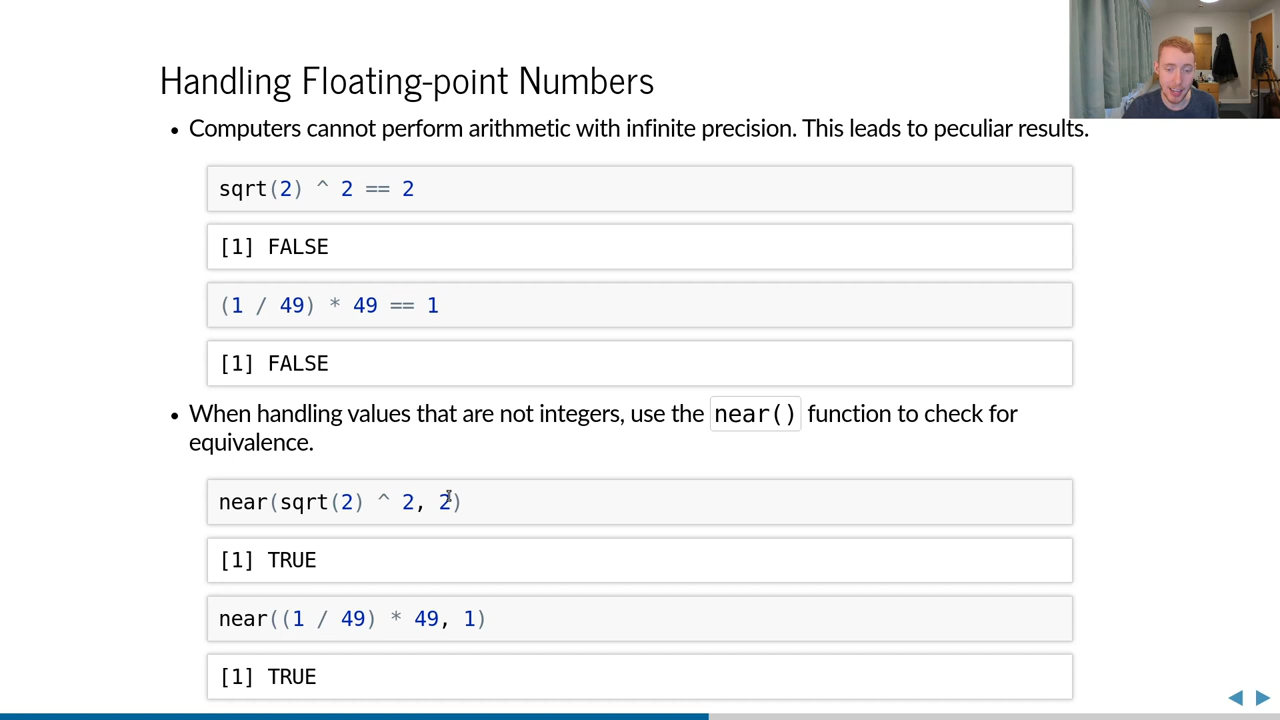 Handling Floating-point Numbers
• Computers cannot perform arithmetic with infinite precision. This leads to peculiar results.
sqrt(2) ^ 2 == 2
[1] FALSE
(1 / 49) * 49 == 1
[1] FALSE
• When handling values that are not integers, use the near() function to check for
equivalence.
near(sqrt(2) ^ 2, 2)
[1] TRUE
near((1 / 49) * 49, 1)
[1] TRUE